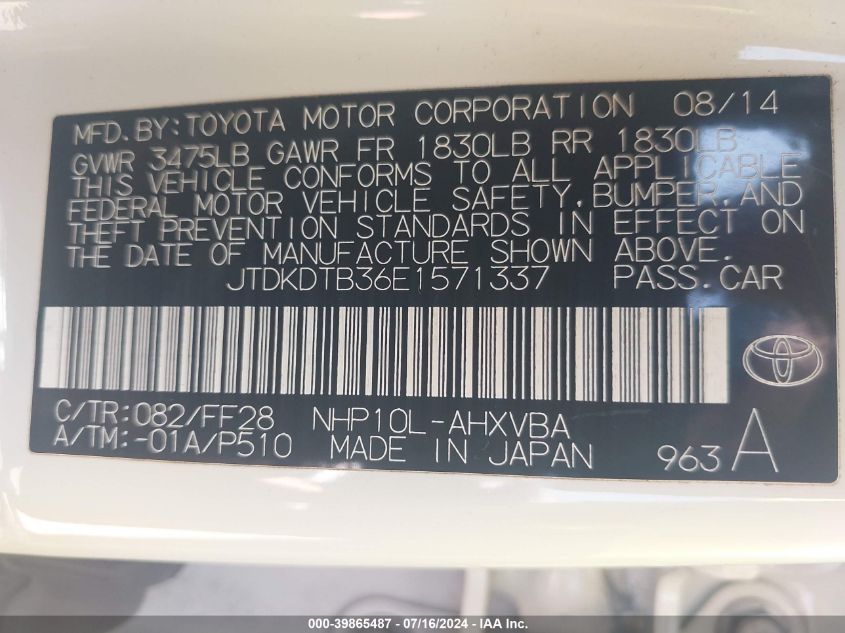 MFD.BY:TOYOTA MOTOR CORPORATION 08/14
GVWR 3475LB GAWR FR 1830LB RR 1830LB
THIS VEHICLE CONFORMS TO ALL APPLICABLE
FEDERAL MOTOR VEHICLE SAFETY,BUMPER,AND
THEFT PREVENTION STANDARDS IN EFFECT ON
THE DATE OF MANUFACTURE SHOWN ABOVE.
JTDKDTB36E1571337 PASS.CAR
C/TR:082/FF28 NHP10L-AHXVBA
A/TM:-01A/P510 MADE IN JAPAN 963 A
000-39865487 - 07/16/2024 - IAA Inc.